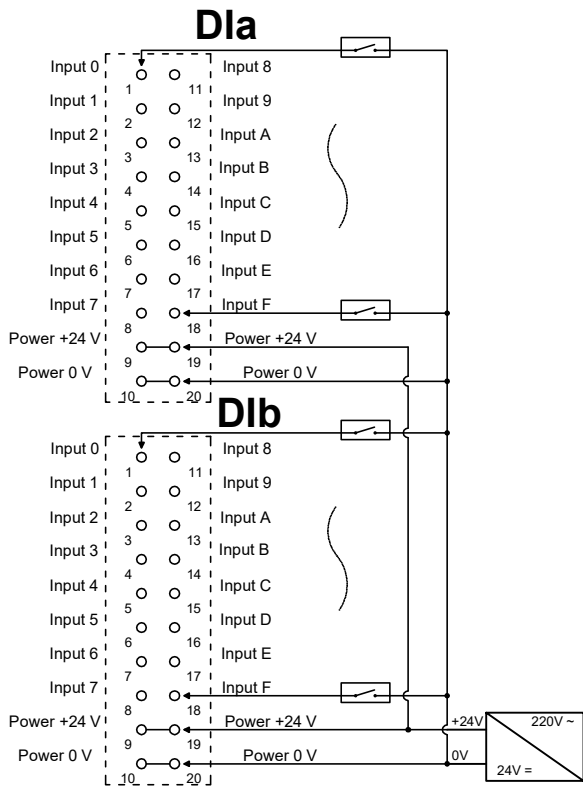 DIa
Input 0 Input 8
1 11
Input 1 Input 9
2 12
Input 2 Input A
3 13
Input 3 Input B
4 14
Input 4 Input C
5 15
Input 5 Input D
6 16
Input 6 Input E
7 17
Input 7 Input F
8 18
Power +24 V Power +24 V
9 19
Power 0 V Power 0 V
10 20
DIb
Input 0 Input 8
1 11
Input 1 Input 9
2 12
Input 2 Input A
3 13
Input 3 Input B
4 14
Input 4 Input C
5 15
Input 5 Input D
6 16
Input 6 Input E
7 17
Input 7 Input F
8 18
Power +24 V Power +24 V +24V 220V ~
9 19
Power 0 V Power 0 V 0V
10 20 24V =